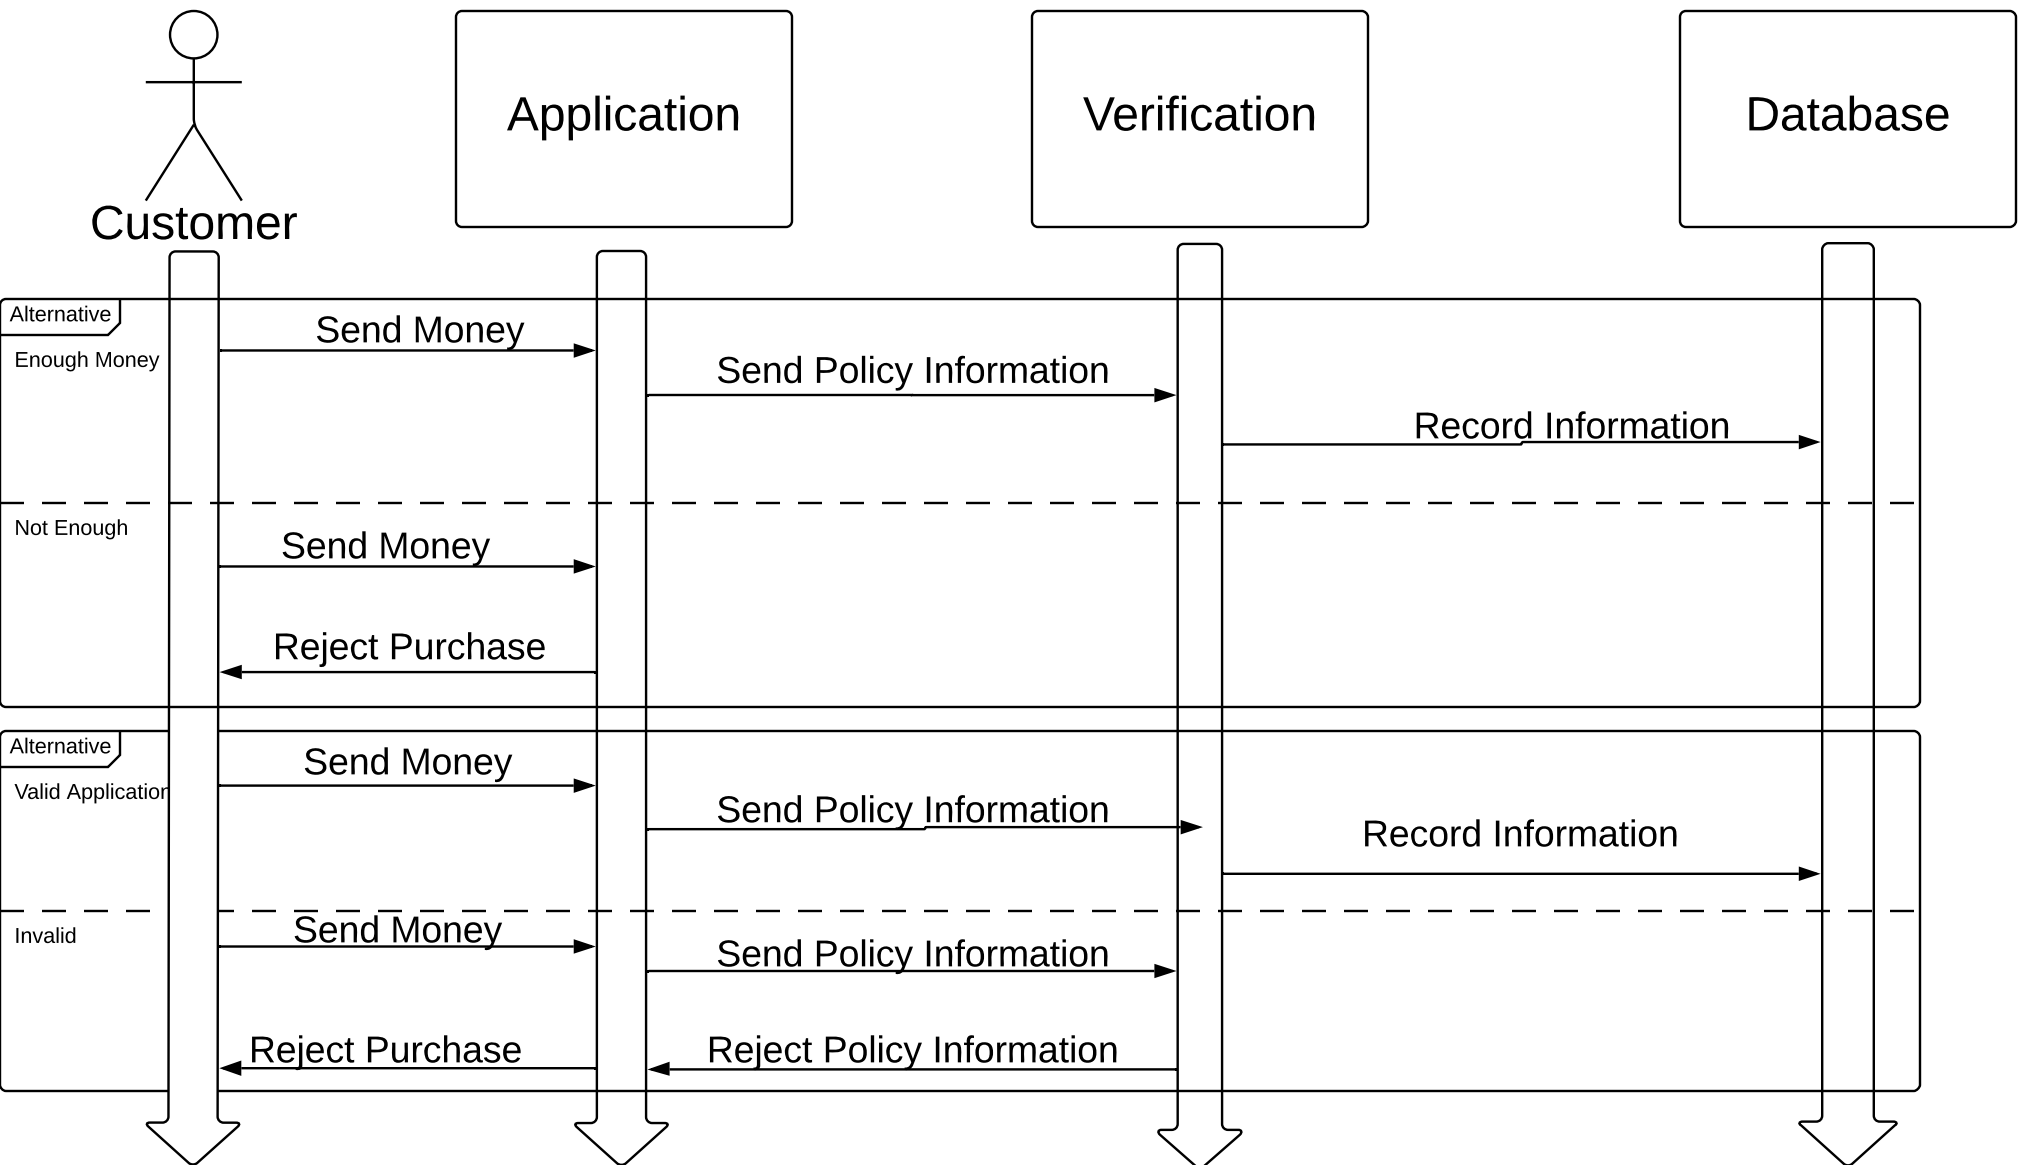 Customer
Application
Verification
Database
Alternative
Enough Money
Send Money
Send Policy Information
Record Information
Not Enough
Send Money
Reject Purchase
Alternative
Valid Application
Send Money
Send Policy Information
Record Information
Invalid
Send Money
Send Policy Information
Reject Purchase
Reject Policy Information